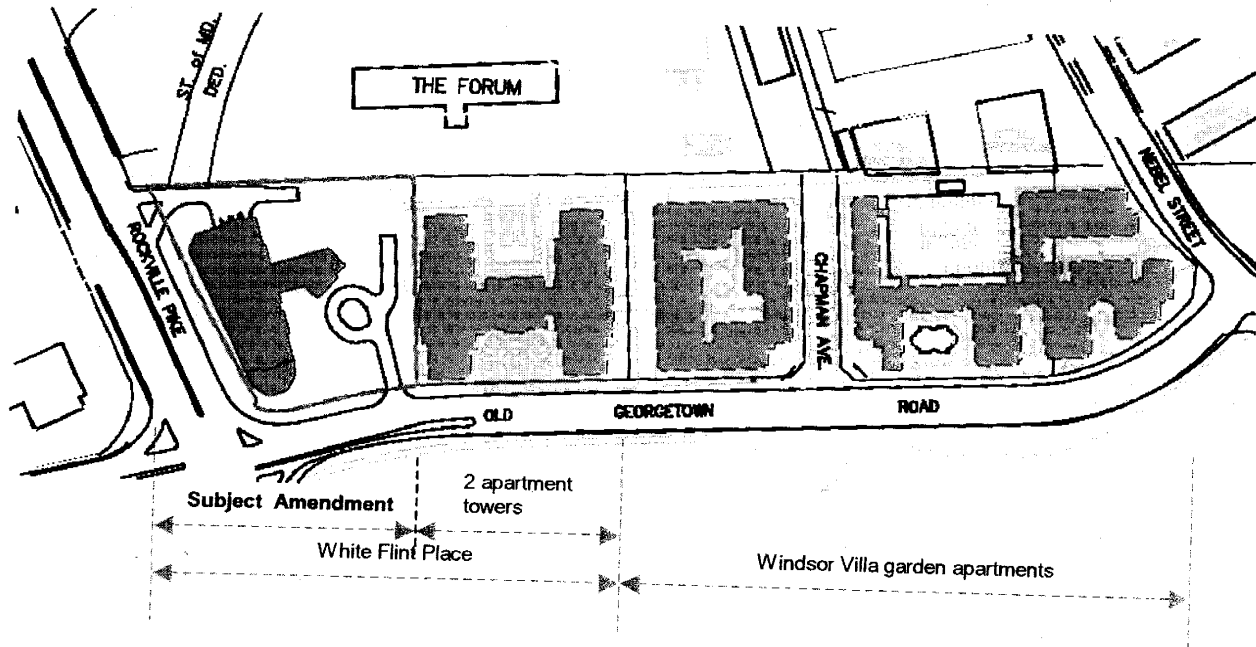 ST. of MD.
DED.
THE FORUM
ROCKVILLE PIKE
CHAPMAN AVE.
NEBEL STREET
OLD GEORGETOWN ROAD
Subject Amendment
2 apartment
towers
White Flint Place
Windsor Villa garden apartments